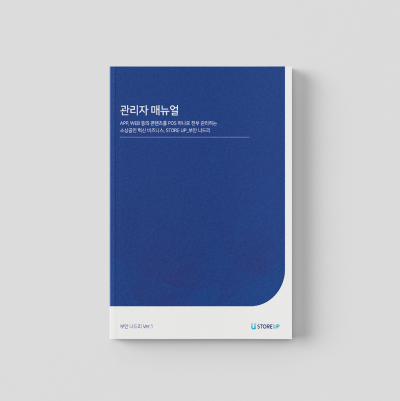 관리자 매뉴얼
APP, WEB 등의 콘텐츠를 POS 하나로 전부 관리하는
소상공인 혁신 비즈니스, STORE UP_부안 나드리
부안 나드리 Ver.1
STORE UP